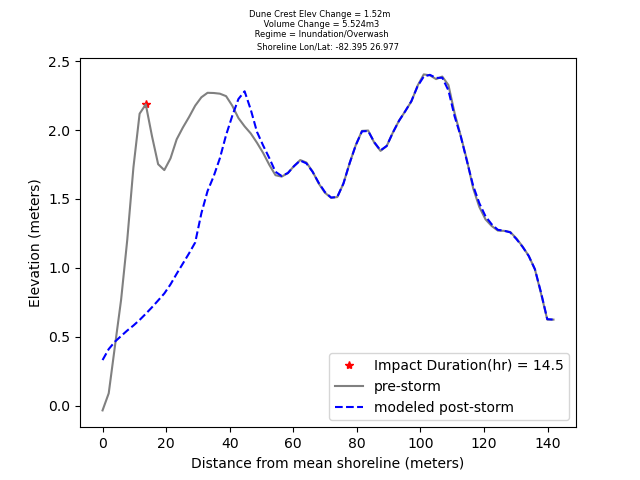 Dune Crest Elev Change = 1.52m
Volume Change = 5.524m3
Regime = Inundation/Overwash
Shoreline Lon/Lat: -82.395 26.977
2.5
2.0
1.5
1.0
0.5
0.0
Elevation (meters)
Impact Duration(hr) = 14.5
pre-storm
modeled post-storm
0 20 40 60 80 100 120 140
Distance from mean shoreline (meters)